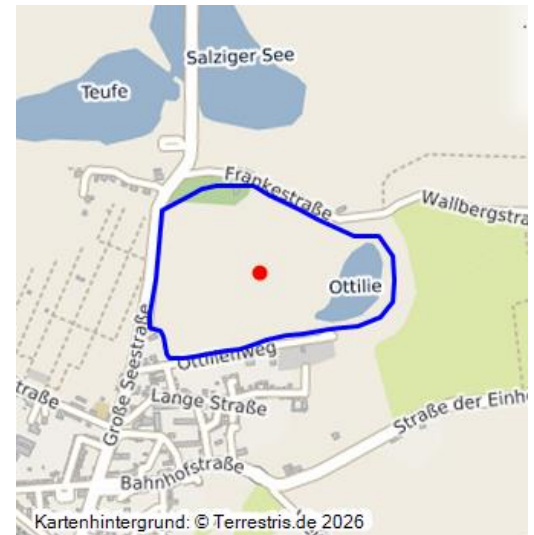 Salziger See
Teufe
Frankestraße
Wallbergstra
Ottilie
Große Seestraße
Ottilienweg
traße
Lange Straße
Straße der Einh
Bahnhofstraße
Kartenhintergrund: © Terrestris.de 2026